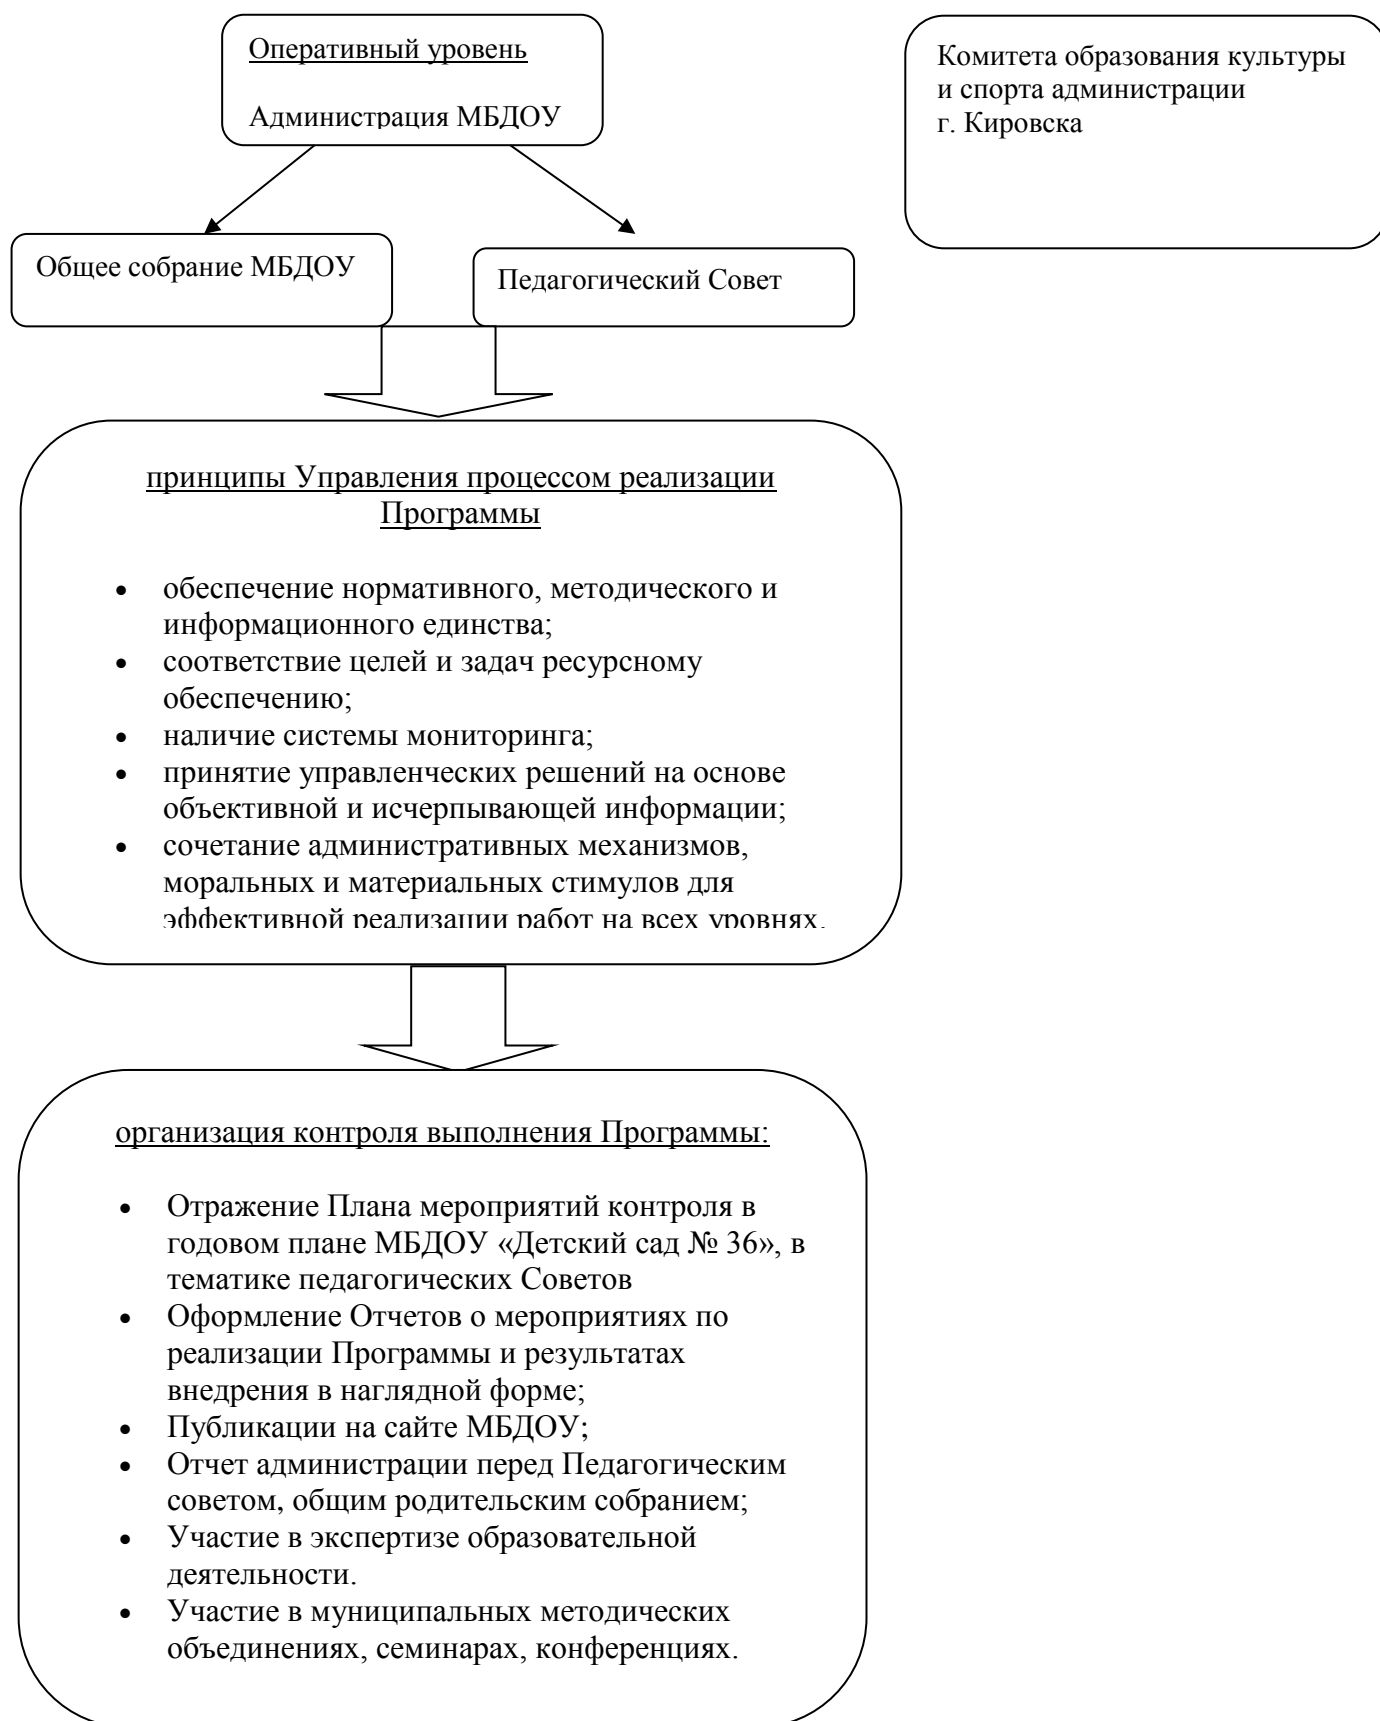 Оперативный уровень
Администрация МБДОУ
Комитета образования культуры
и спорта администрации
г. Кировска
Общее собрание МБДОУ
Педагогический Совет
принципы Управления процессом реализации
Программы
• обеспечение нормативного, методического и
информационного единства;
• соответствие целей и задач ресурсному
обеспечению;
• наличие системы мониторинга;
• принятие управленческих решений на основе
объективной и исчерпывающей информации;
• сочетание административных механизмов,
моральных и материальных стимулов для
эффективной реализации работ на всех уровнях.
организация контроля выполнения Программы:
• Отражение Плана мероприятий контроля в
годовом плане МБДОУ «Детский сад № 36», в
тематике педагогических Советов
• Оформление Отчетов о мероприятиях по
реализации Программы и результатах
внедрения в наглядной форме;
• Публикации на сайте МБДОУ;
• Отчет администрации перед Педагогическим
советом, общим родительским собранием;
• Участие в экспертизе образовательной
деятельности.
• Участие в муниципальных методических
объединениях, семинарах, конференциях.